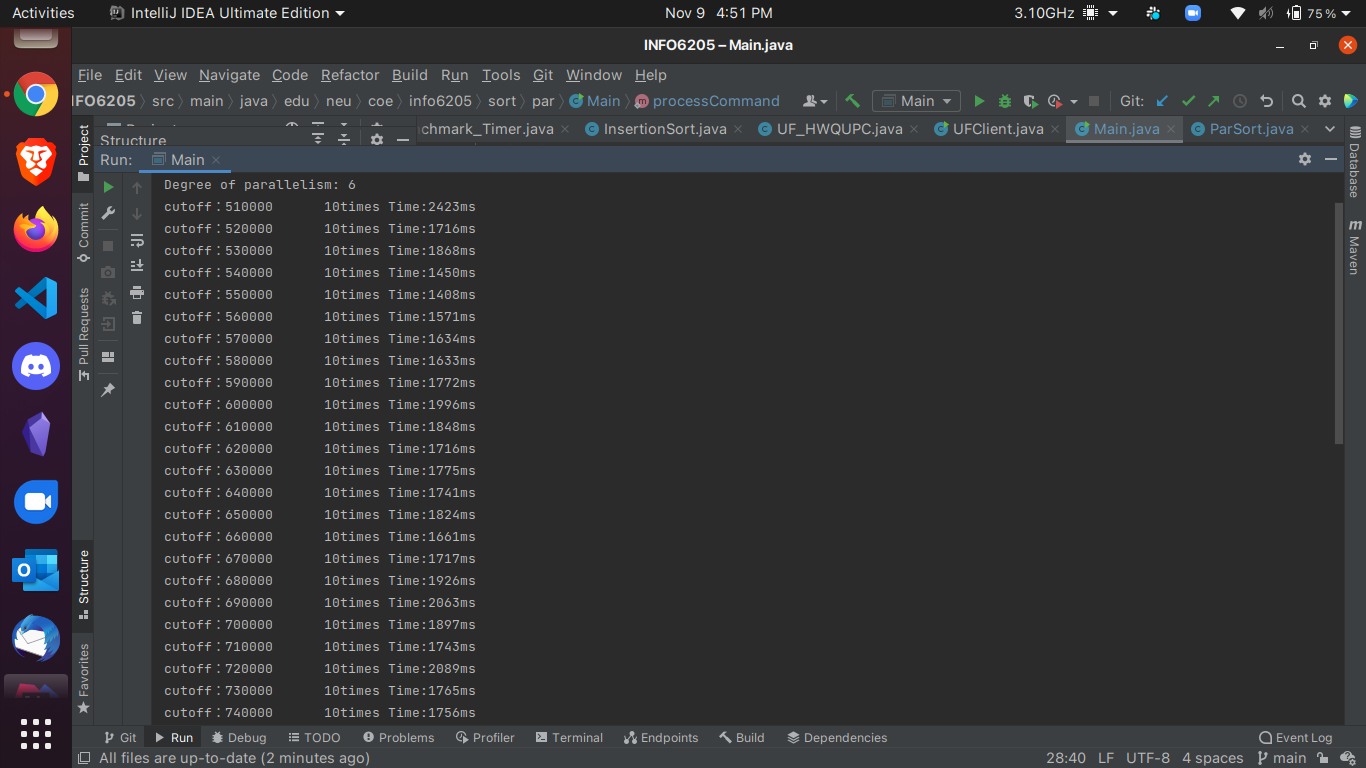 Activities IntelliJ IDEA Ultimate Edition Nov 9 4:51 PM 3.10GHz 75 %
INFO6205 – Main.java
File Edit View Navigate Code Refactor Build Run Tools Git Window Help
NFO6205 src main java edu neu coe info6205 sort par Main processCommand Main Git:
chmark_Timer.java InsertionSort.java UF_HWQUPC.java UFClient.java Main.java ParSort.java
Structure
Run: Main
Degree of parallelism: 6
cutoff：510000 10times Time:2423ms
cutoff：520000 10times Time:1716ms
cutoff：530000 10times Time:1868ms
cutoff：540000 10times Time:1450ms
cutoff：550000 10times Time:1408ms
cutoff：560000 10times Time:1571ms
cutoff：570000 10times Time:1634ms
cutoff：580000 10times Time:1633ms
cutoff：590000 10times Time:1772ms
cutoff：600000 10times Time:1996ms
cutoff：610000 10times Time:1848ms
cutoff：620000 10times Time:1716ms
cutoff：630000 10times Time:1775ms
cutoff：640000 10times Time:1741ms
cutoff：650000 10times Time:1824ms
cutoff：660000 10times Time:1661ms
cutoff：670000 10times Time:1717ms
cutoff：680000 10times Time:1926ms
cutoff：690000 10times Time:2063ms
cutoff：700000 10times Time:1897ms
cutoff：710000 10times Time:1743ms
cutoff：720000 10times Time:2089ms
cutoff：730000 10times Time:1765ms
cutoff：740000 10times Time:1756ms
Project
Commit
Pull Requests
Structure
Favorites
Database
m Maven
Git Run Debug TODO Problems Profiler Terminal Endpoints Build Dependencies Event Log
All files are up-to-date (2 minutes ago) 28:40 LF UTF-8 4 spaces main